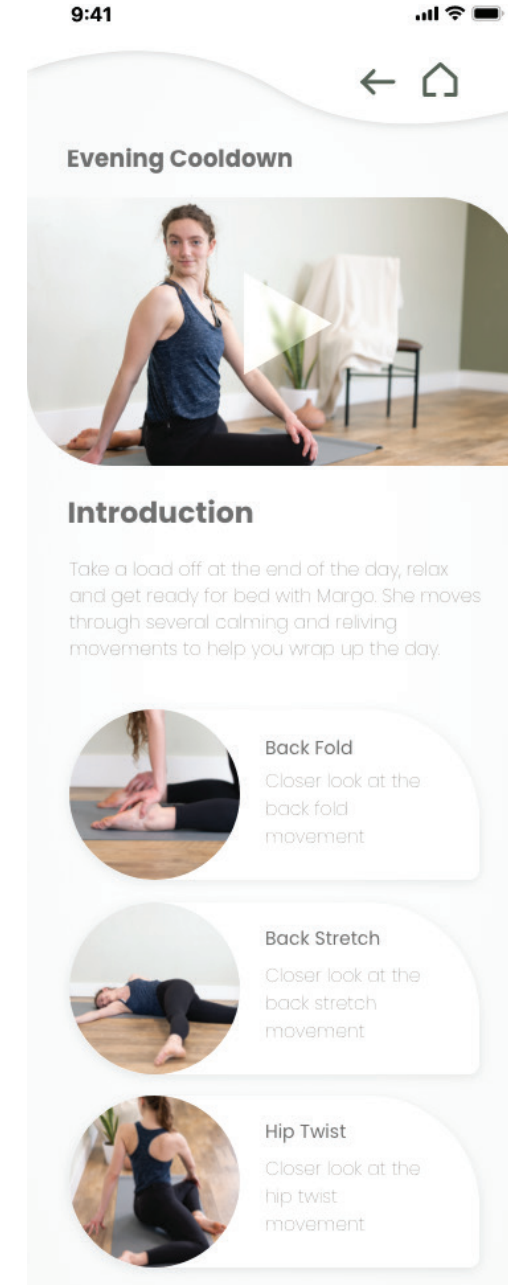 9:41
Evening Cooldown
Introduction
Take a load off at the end of the day, relax
and get ready for bed with Margo. She moves
through several calming and reliving
movements to help you wrap up the day.
Back Fold
Closer look at the
back fold
movement
Back Stretch
Closer look at the
back stretch
movement
Hip Twist
Closer look at the
hip twist
movement